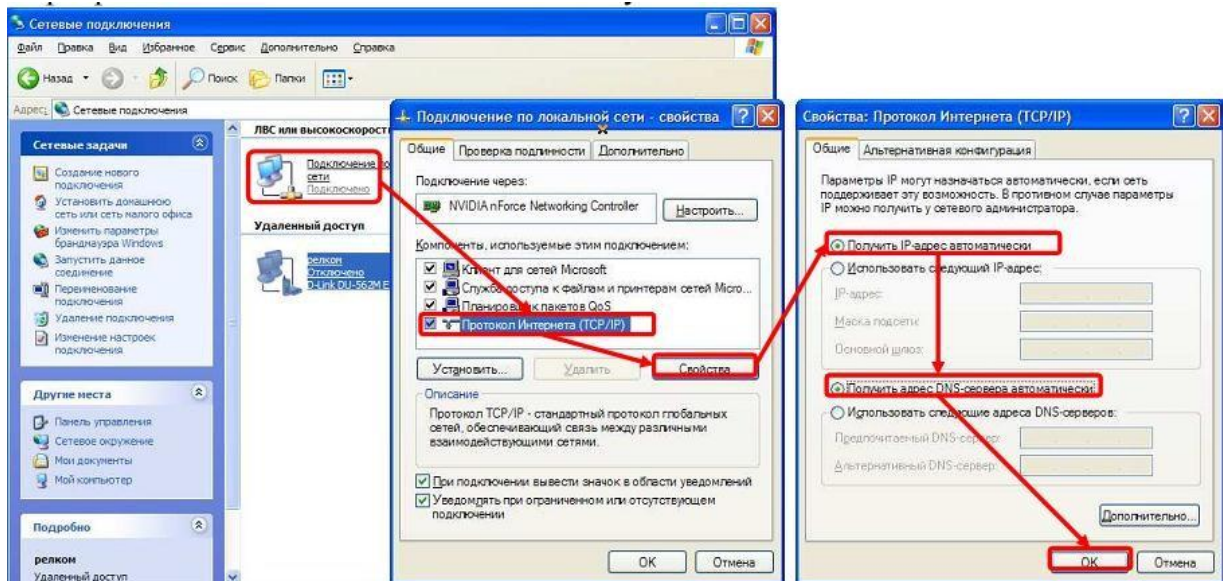 Сетевые подключения
Файл Правка Вид Избранное Сервис Дополнительно Справка
Назад Поиск Папки
Адрес: Сетевые подключения
Сетевые задачи
Создание нового
подключения
Установить домашнюю
сеть или сеть малого офиса
Изменить параметры
брандмауэра Windows
Запустить данное
соединение
Переименование
подключения
Удаление подключения
Изменение настроек
подключения
Другие места
Панель управления
Сетевое окружение
Мои документы
Мой компьютер
Подробно
релком
Удаленный доступ
ЛВС или высокоскорост
Подключение по
сети
Подключено
Удаленный доступ
релком
Отключено
D-Link DU-562M E
Подключение по локальной сети - свойства
Общие Проверка подлинности Дополнительно
Подключение через:
NVIDIA nForce Networking Controller Настроить...
Компоненты, используемые этим подключением:
Клиент для сетей Microsoft
Служба доступа к файлам и принтерам сетей Micro...
Планировщик пакетов QoS
Протокол Интернета (TCP/IP)
Установить... Удалить Свойства
Описание
Протокол TCP/IP - стандартный протокол глобальных
сетей, обеспечивающий связь между различными
взаимодействующими сетями.
При подключении вывести значок в области уведомлений
Уведомлять при ограниченном или отсутствующем
подключении
OK Отмена
Свойства: Протокол Интернета (TCP/IP)
Общие Альтернативная конфигурация
Параметры IP могут назначаться автоматически, если сеть
поддерживает эту возможность. В противном случае параметры
IP можно получить у сетевого администратора.
Получить IP-адрес автоматически
Использовать следующий IP-адрес:
IP-адрес:
Маска подсети:
Основной шлюз:
Получить адрес DNS-сервера автоматически
Использовать следующие адреса DNS-серверов:
Предпочитаемый DNS-сервер:
Альтернативный DNS-сервер:
Дополнительно...
OK Отмена